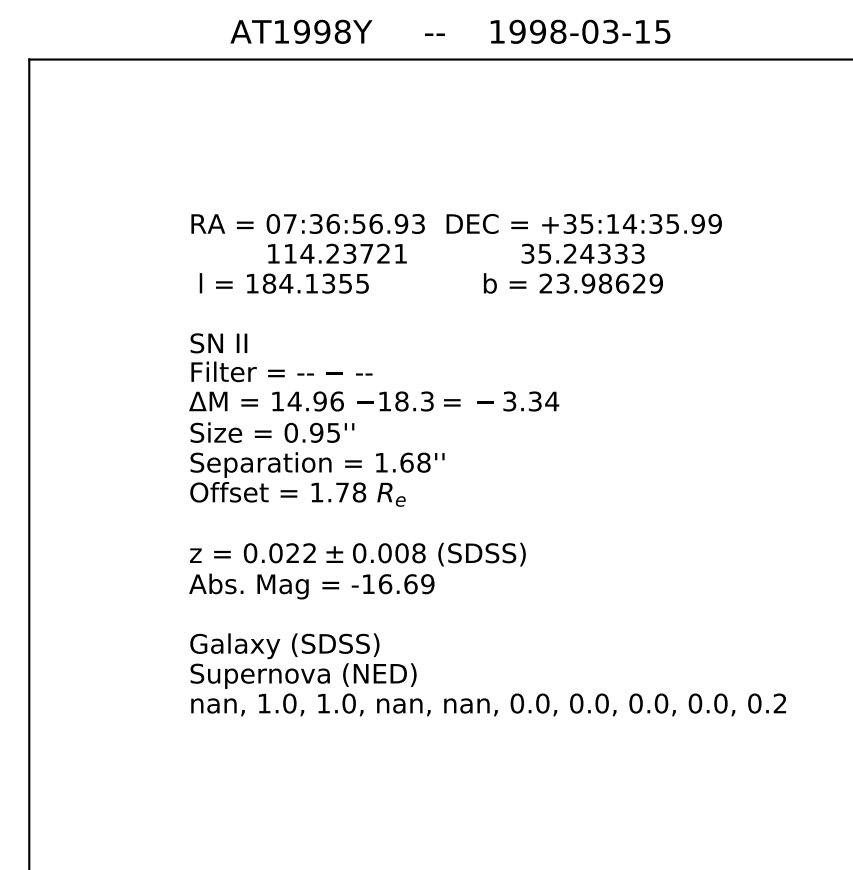 AT1998Y -- 1998-03-15
RA = 07:36:56.93 DEC = +35:14:35.99
114.23721 35.24333
l = 184.1355 b = 23.98629
SN II
Filter = -- − --
ΔM = 14.96 −18.3 = −3.34
Size = 0.95''
Separation = 1.68''
Offset = 1.78 Rₑ
z = 0.022 ± 0.008 (SDSS)
Abs. Mag = -16.69
Galaxy (SDSS)
Supernova (NED)
nan, 1.0, 1.0, nan, nan, 0.0, 0.0, 0.0, 0.0, 0.2